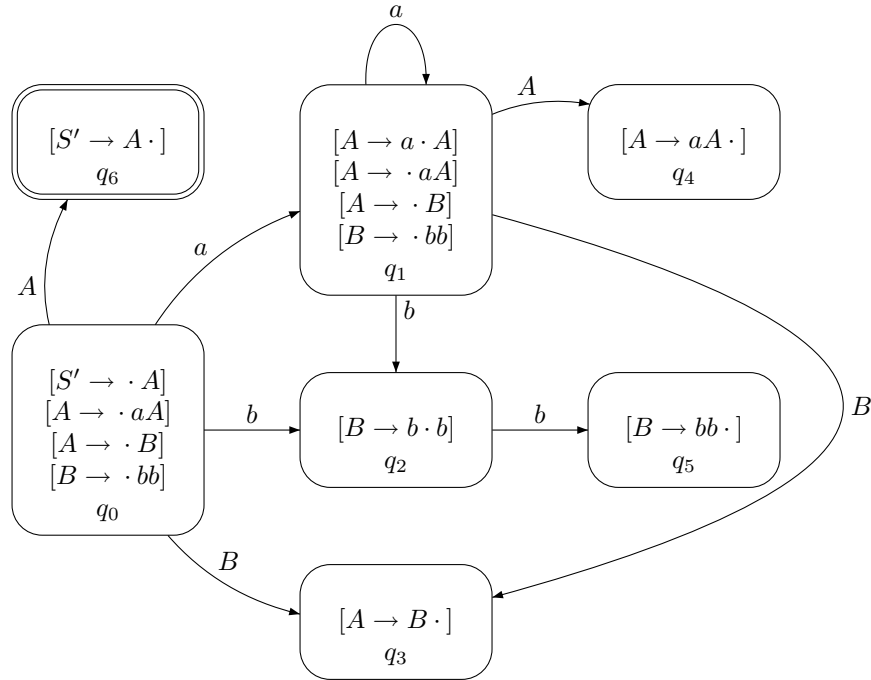 a
[S′ → A · ]
q6
[A → a · A]
[A → · aA]
[A → · B]
[B → · bb]
q1
A
[A → aA · ]
q4
A
a
b
B
[S′ → · A]
[A → · aA]
[A → · B]
[B → · bb]
q0
b
[B → b · b]
q2
b
[B → bb · ]
q5
B
[A → B · ]
q3